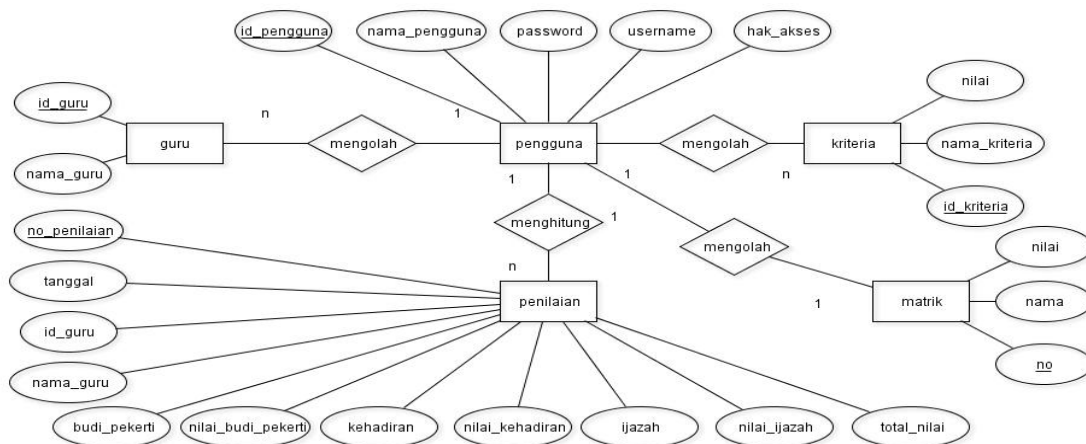 id_pengguna
nama_pengguna
password
username
hak_akses
id_guru
nama_guru
guru
n
mengolah
1
pengguna
mengolah
kriteria
nilai
nama_kriteria
id_kriteria
n
1
1
1
menghitung
n
mengolah
1
matrik
nilai
nama
no
penilaian
no_penilaian
tanggal
id_guru
nama_guru
budi_pekerti
nilai_budi_pekerti
kehadiran
nilai_kehadiran
ijazah
nilai_ijazah
total_nilai